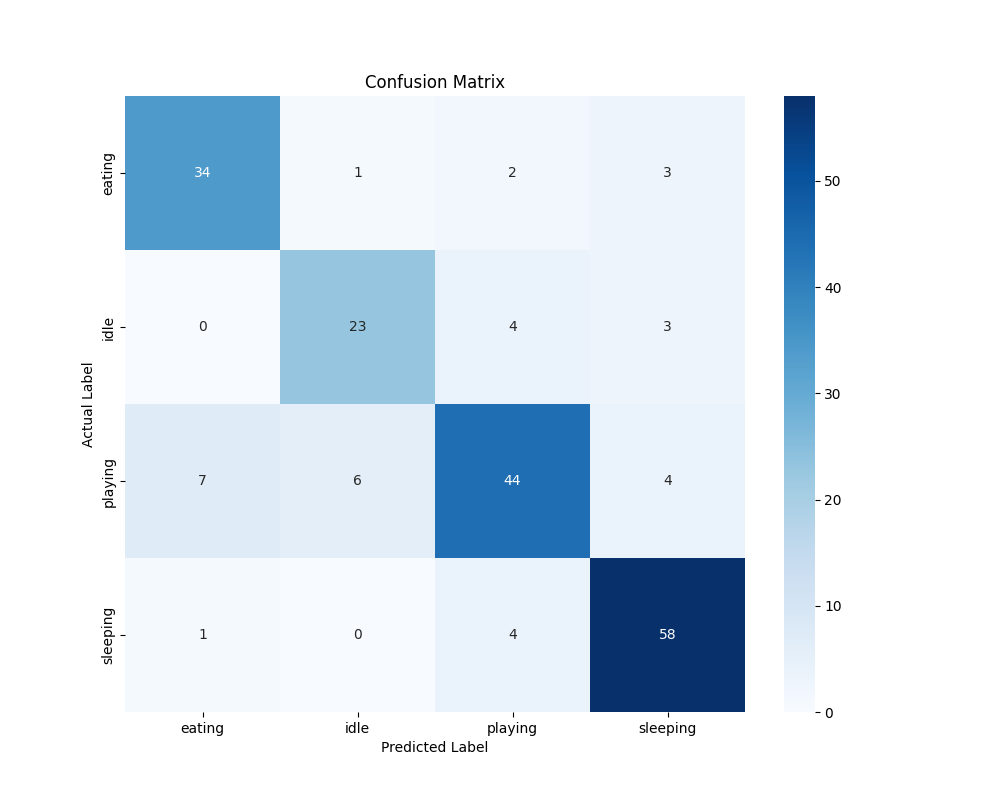 Confusion Matrix
eating
34 1 2 3
idle
0 23 4 3
playing
7 6 44 4
sleeping
1 0 4 58
eating idle playing sleeping
Predicted Label
Actual Label
50
40
30
20
10
0